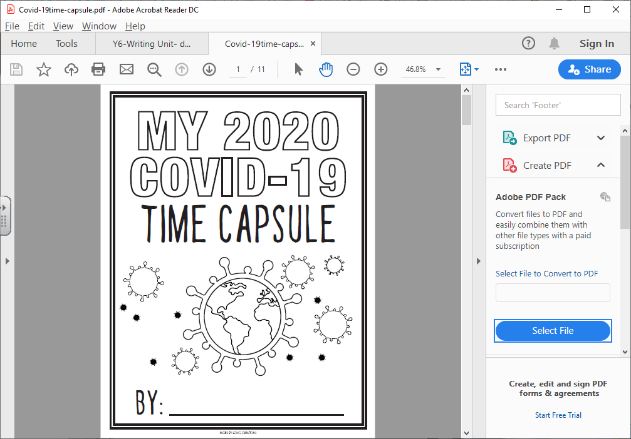 Covid-19time-capsule.pdf - Adobe Acrobat Reader DC
File Edit View Window Help
Home Tools Y6-Writing Unit- d... Covid-19time-caps... ×
Sign In
1 / 11 46.8% Share
Search 'Footer'
Export PDF
Create PDF
Adobe PDF Pack
Convert files to PDF and
easily combine them with
other file types with a paid
subscription
Select File to Convert to PDF
Select File
Create, edit and sign PDF
forms & agreements
Start Free Trial
MY 2020
COVID-19
TIME CAPSULE
BY: